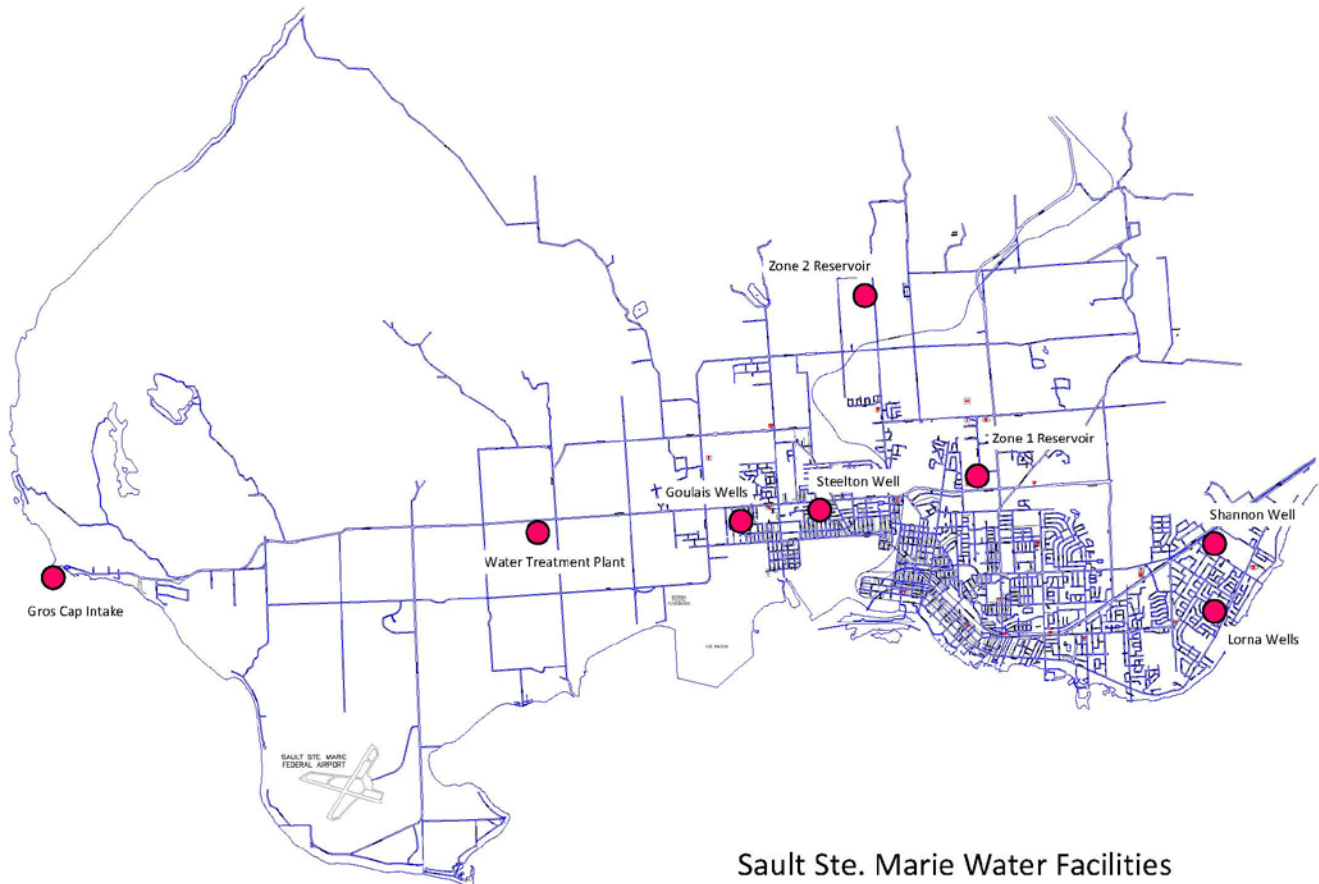 Zone 2 Reservoir
Zone 1 Reservoir
Steelton Well
Goulais Wells
Shannon Well
Water Treatment Plant
Gros Cap Intake
Lorna Wells
SAULT STE. MARIE
FEDERAL AIRPORT
Sault Ste. Marie Water Facilities